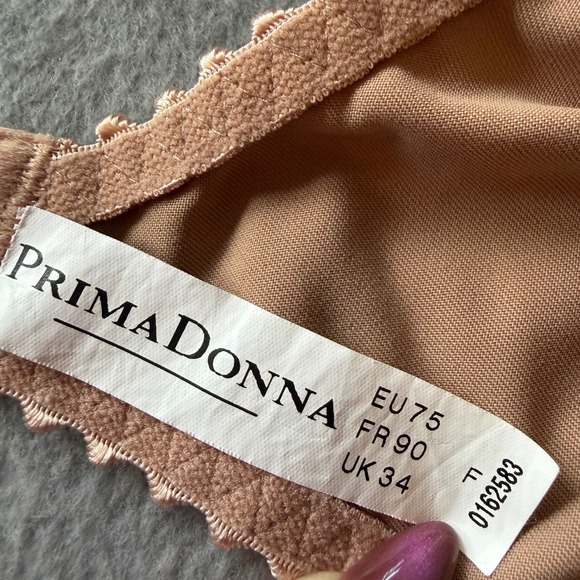 PRIMADONNA
EU 75
FR 90
UK 34
F
0162583